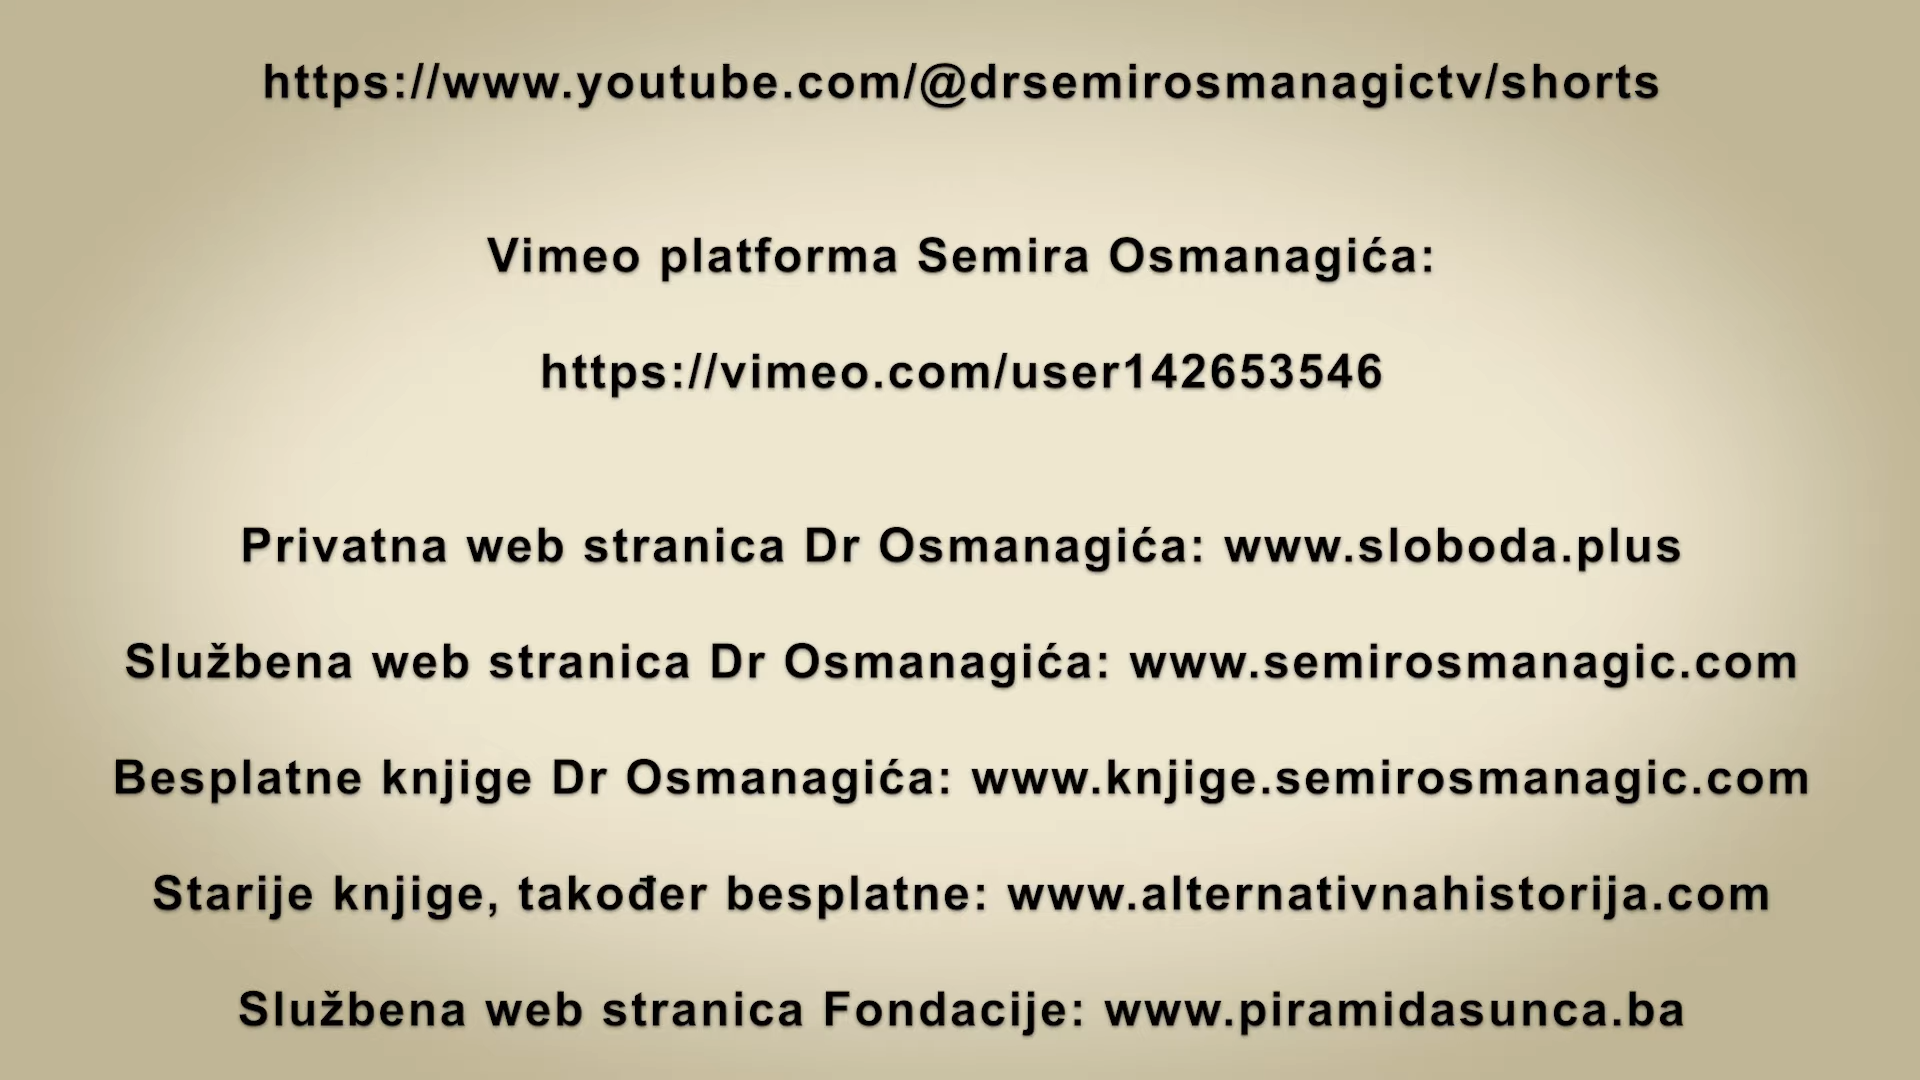 https://www.youtube.com/@drsemirosmanagictv/shorts
Vimeo platforma Semira Osmanagića:
https://vimeo.com/user142653546
Privatna web stranica Dr Osmanagića: www.sloboda.plus
Službena web stranica Dr Osmanagića: www.semirosmanagic.com
Besplatne knjige Dr Osmanagića: www.knjige.semirosmanagic.com
Starije knjige, također besplatne: www.alternativnahistorija.com
Službena web stranica Fondacije: www.piramidasunca.ba